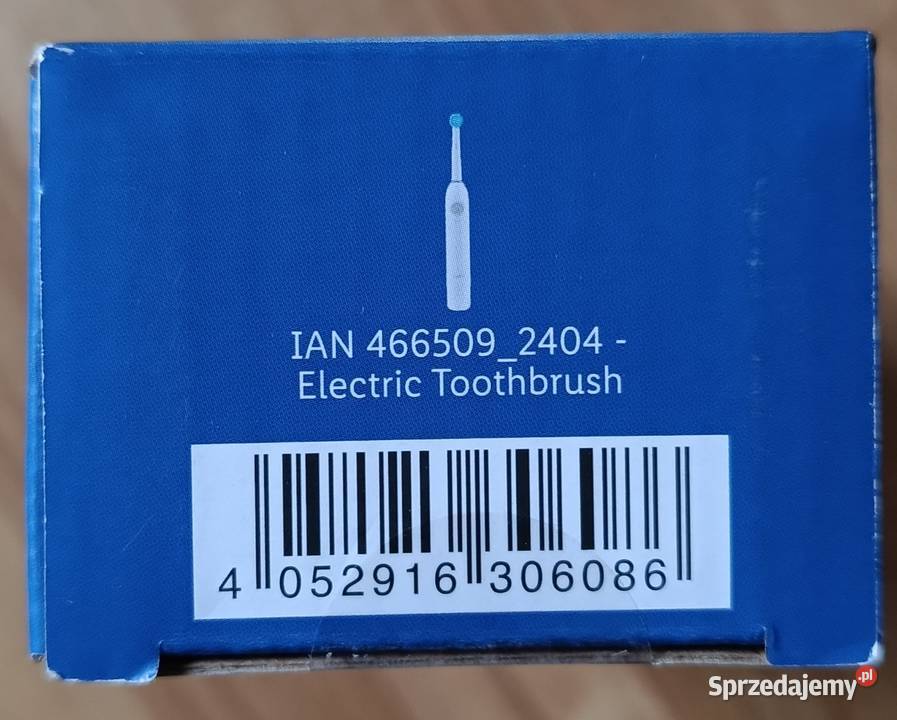 IAN 466509_2404 -
Electric Toothbrush
4 052916 306086
Sprzedajemy.pl